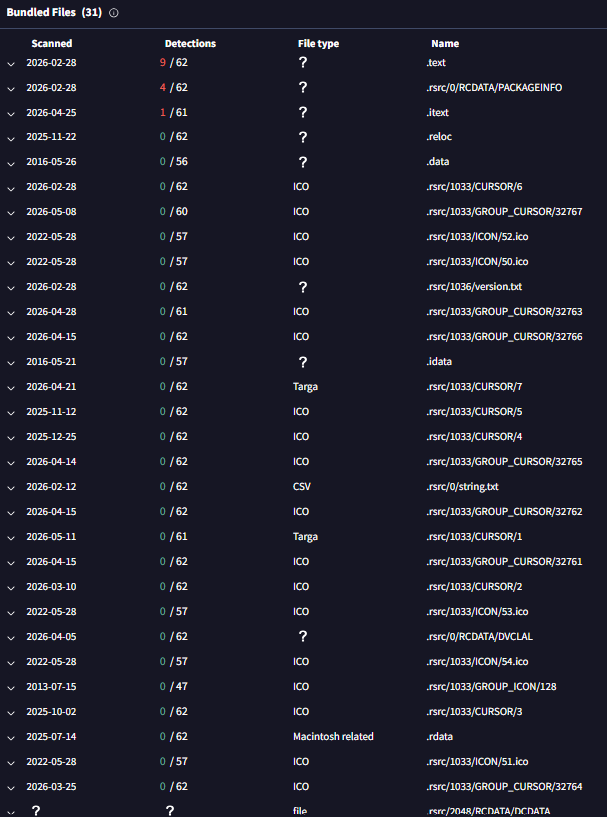 Bundled Files (31)
Scanned Detections File type Name
2026-02-28 9 / 62 ? .text
2026-02-28 4 / 62 ? .rsrc/0/RCDATA/PACKAGEINFO
2026-04-25 1 / 61 ? .itext
2025-11-22 0 / 62 ? .reloc
2016-05-26 0 / 56 ? .data
2026-02-28 0 / 62 ICO .rsrc/1033/CURSOR/6
2026-05-08 0 / 60 ICO .rsrc/1033/GROUP_CURSOR/32767
2022-05-28 0 / 57 ICO .rsrc/1033/ICON/52.ico
2022-05-28 0 / 57 ICO .rsrc/1033/ICON/50.ico
2026-02-28 0 / 62 ? .rsrc/1036/version.txt
2026-04-28 0 / 61 ICO .rsrc/1033/GROUP_CURSOR/32763
2026-04-15 0 / 62 ICO .rsrc/1033/GROUP_CURSOR/32766
2016-05-21 0 / 57 ? .idata
2026-04-21 0 / 62 Targa .rsrc/1033/CURSOR/7
2025-11-12 0 / 62 ICO .rsrc/1033/CURSOR/5
2025-12-25 0 / 62 ICO .rsrc/1033/CURSOR/4
2026-04-14 0 / 62 ICO .rsrc/1033/GROUP_CURSOR/32765
2026-02-12 0 / 62 CSV .rsrc/0/string.txt
2026-04-15 0 / 62 ICO .rsrc/1033/GROUP_CURSOR/32762
2026-05-11 0 / 61 Targa .rsrc/1033/CURSOR/1
2026-04-15 0 / 62 ICO .rsrc/1033/GROUP_CURSOR/32761
2026-03-10 0 / 62 ICO .rsrc/1033/CURSOR/2
2022-05-28 0 / 57 ICO .rsrc/1033/ICON/53.ico
2026-04-05 0 / 62 ? .rsrc/0/RCDATA/DVCLAL
2022-05-28 0 / 57 ICO .rsrc/1033/ICON/54.ico
2013-07-15 0 / 47 ICO .rsrc/1033/GROUP_ICON/128
2025-10-02 0 / 62 ICO .rsrc/1033/CURSOR/3
2025-07-14 0 / 62 Macintosh related .rdata
2022-05-28 0 / 57 ICO .rsrc/1033/ICON/51.ico
2026-03-25 0 / 62 ICO .rsrc/1033/GROUP_CURSOR/32764
? ? file .rsrc/2048/RCDATA/DCDATA